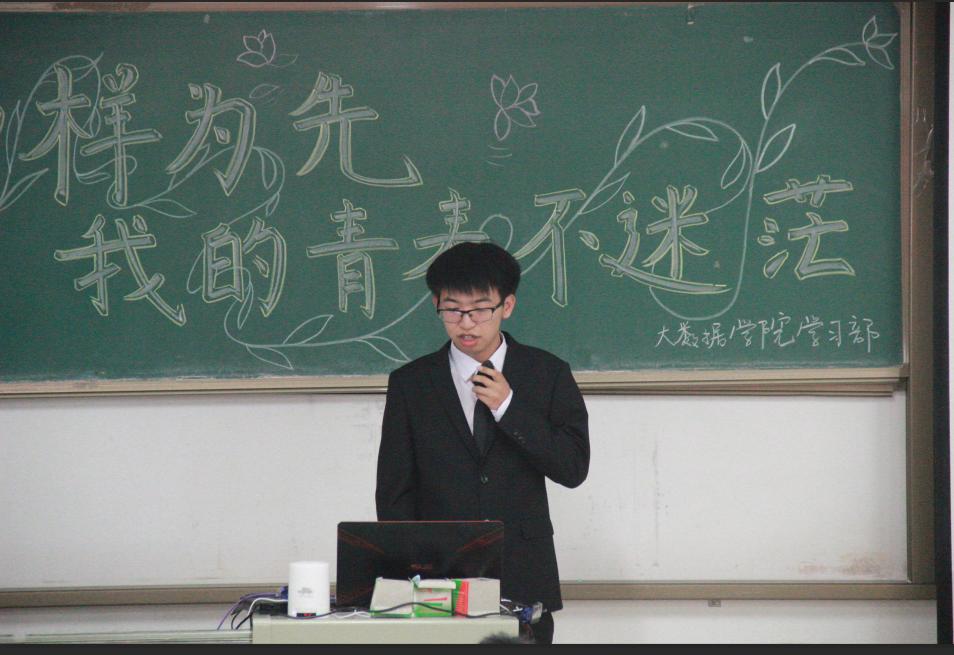 样为先
我的青春不迷茫
大数据学院学习部